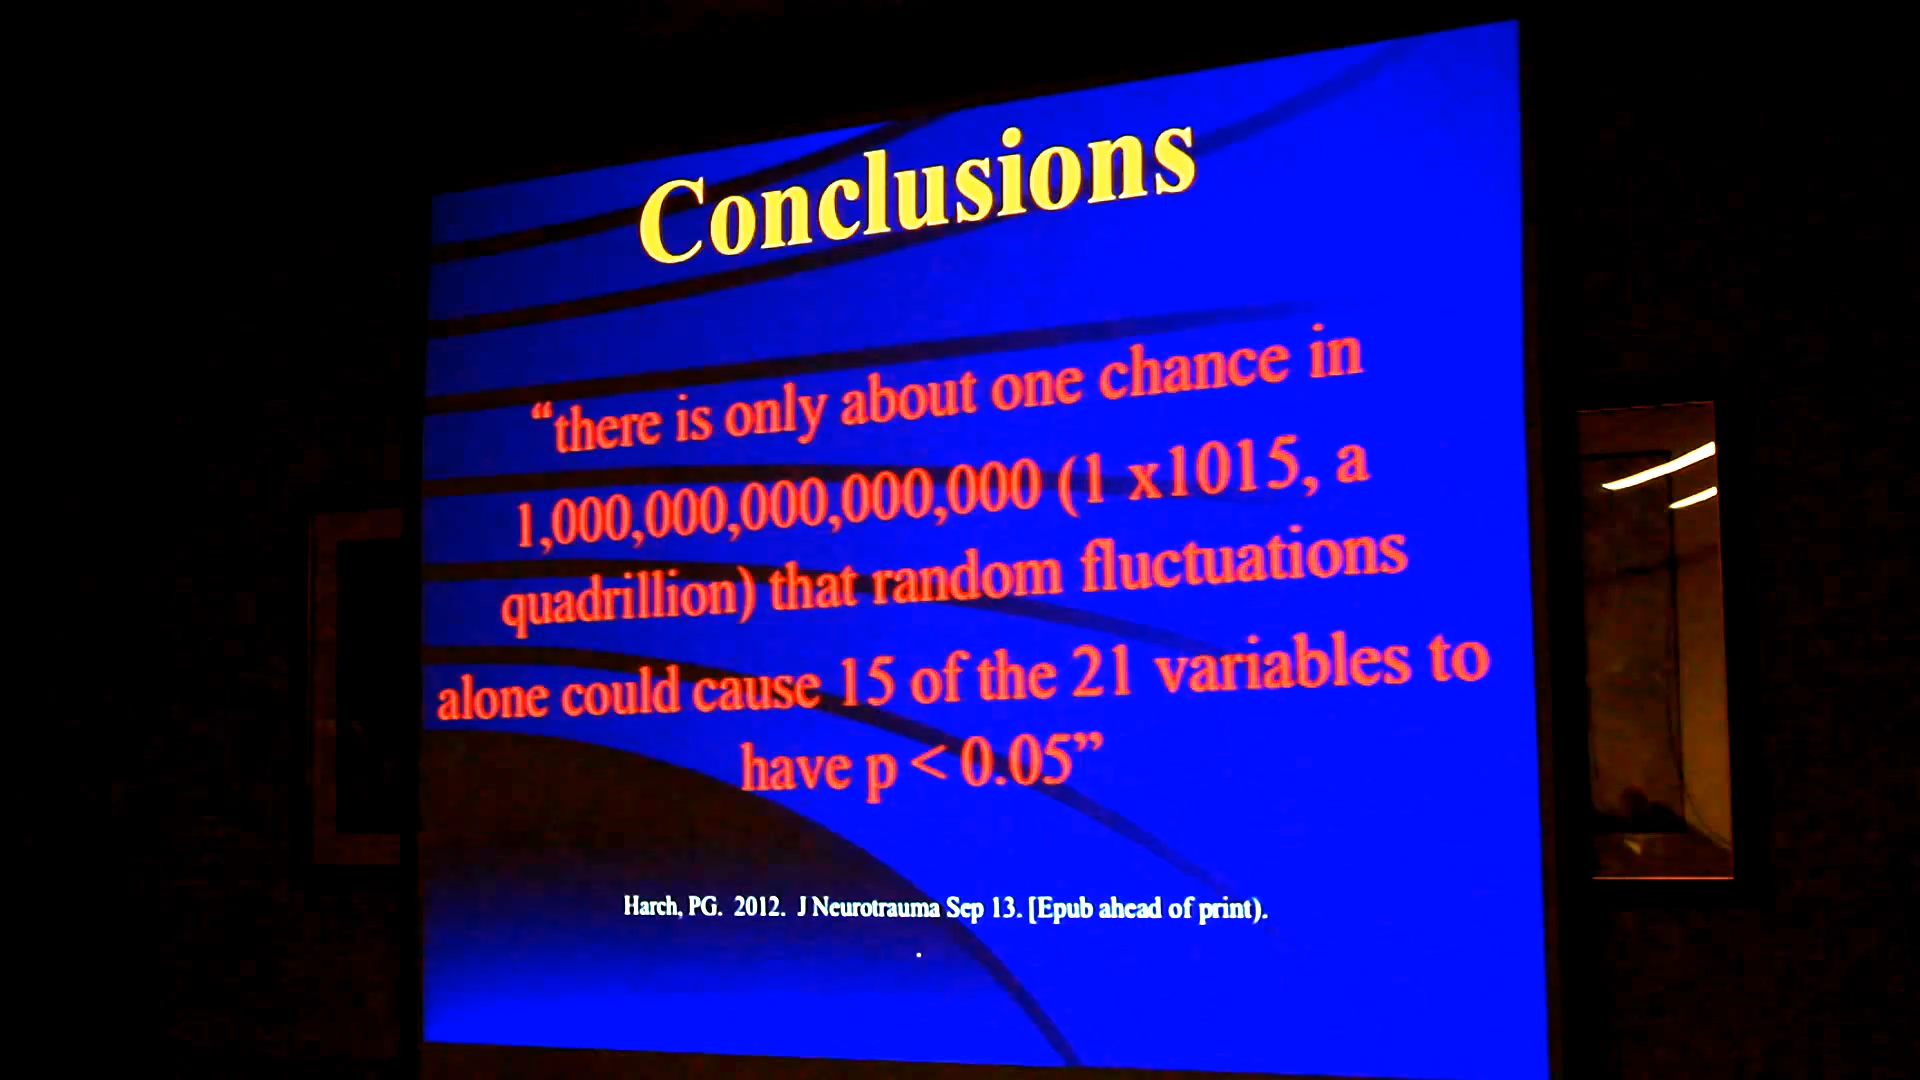 Conclusions
“there is only about one chance in
1,000,000,000,000,000 (1 x1015, a
quadrillion) that random fluctuations
alone could cause 15 of the 21 variables to
have p < 0.05”
Harch, PG. 2012. J Neurotrauma Sep 13. [Epub ahead of print).
.